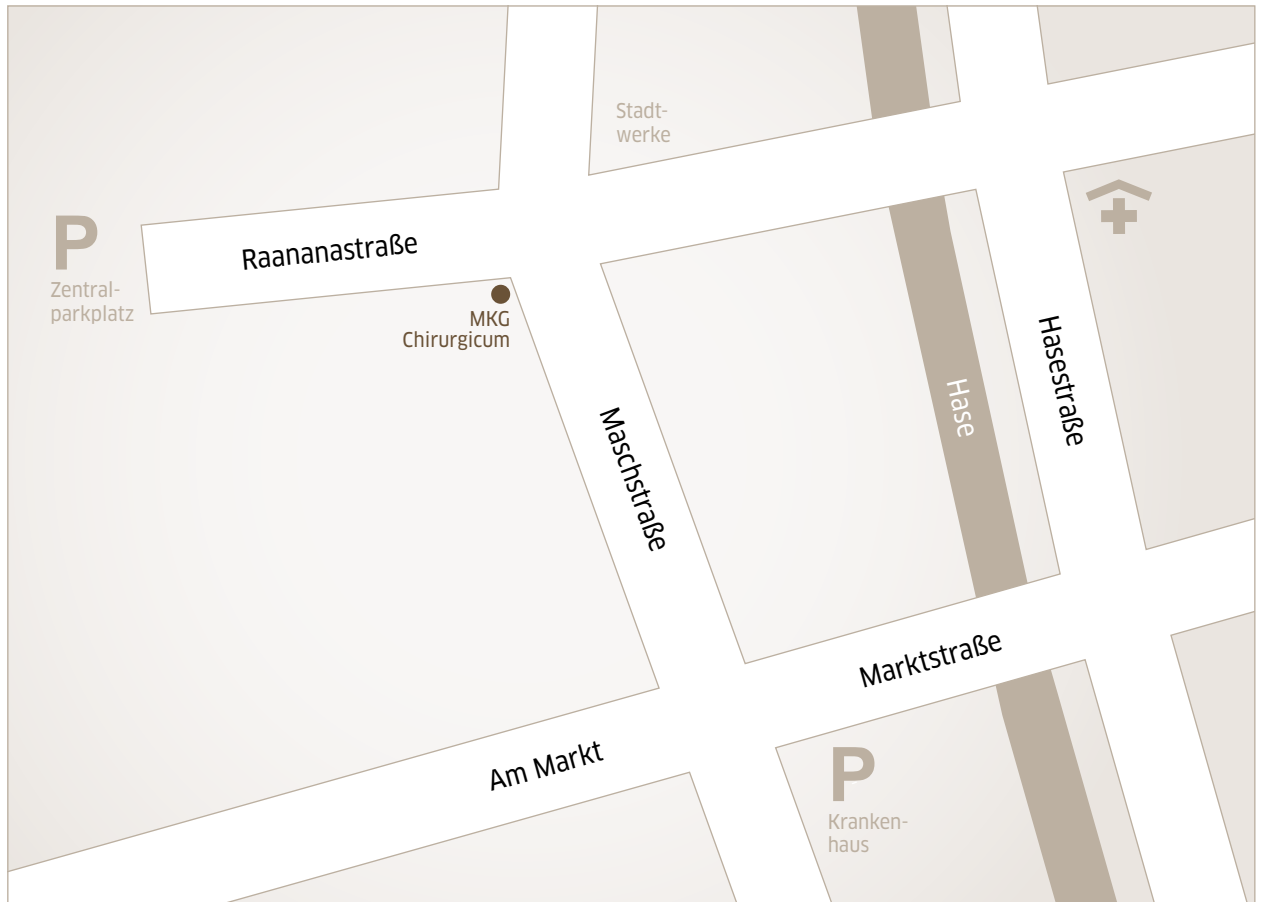 Stadt-
werke
P
Zentral-
parkplatz
Raananastraße
MKG
Chirurgicum
Hasestraße
Hase
Maschstraße
Marktstraße
Am Markt
P
Kranken-
haus